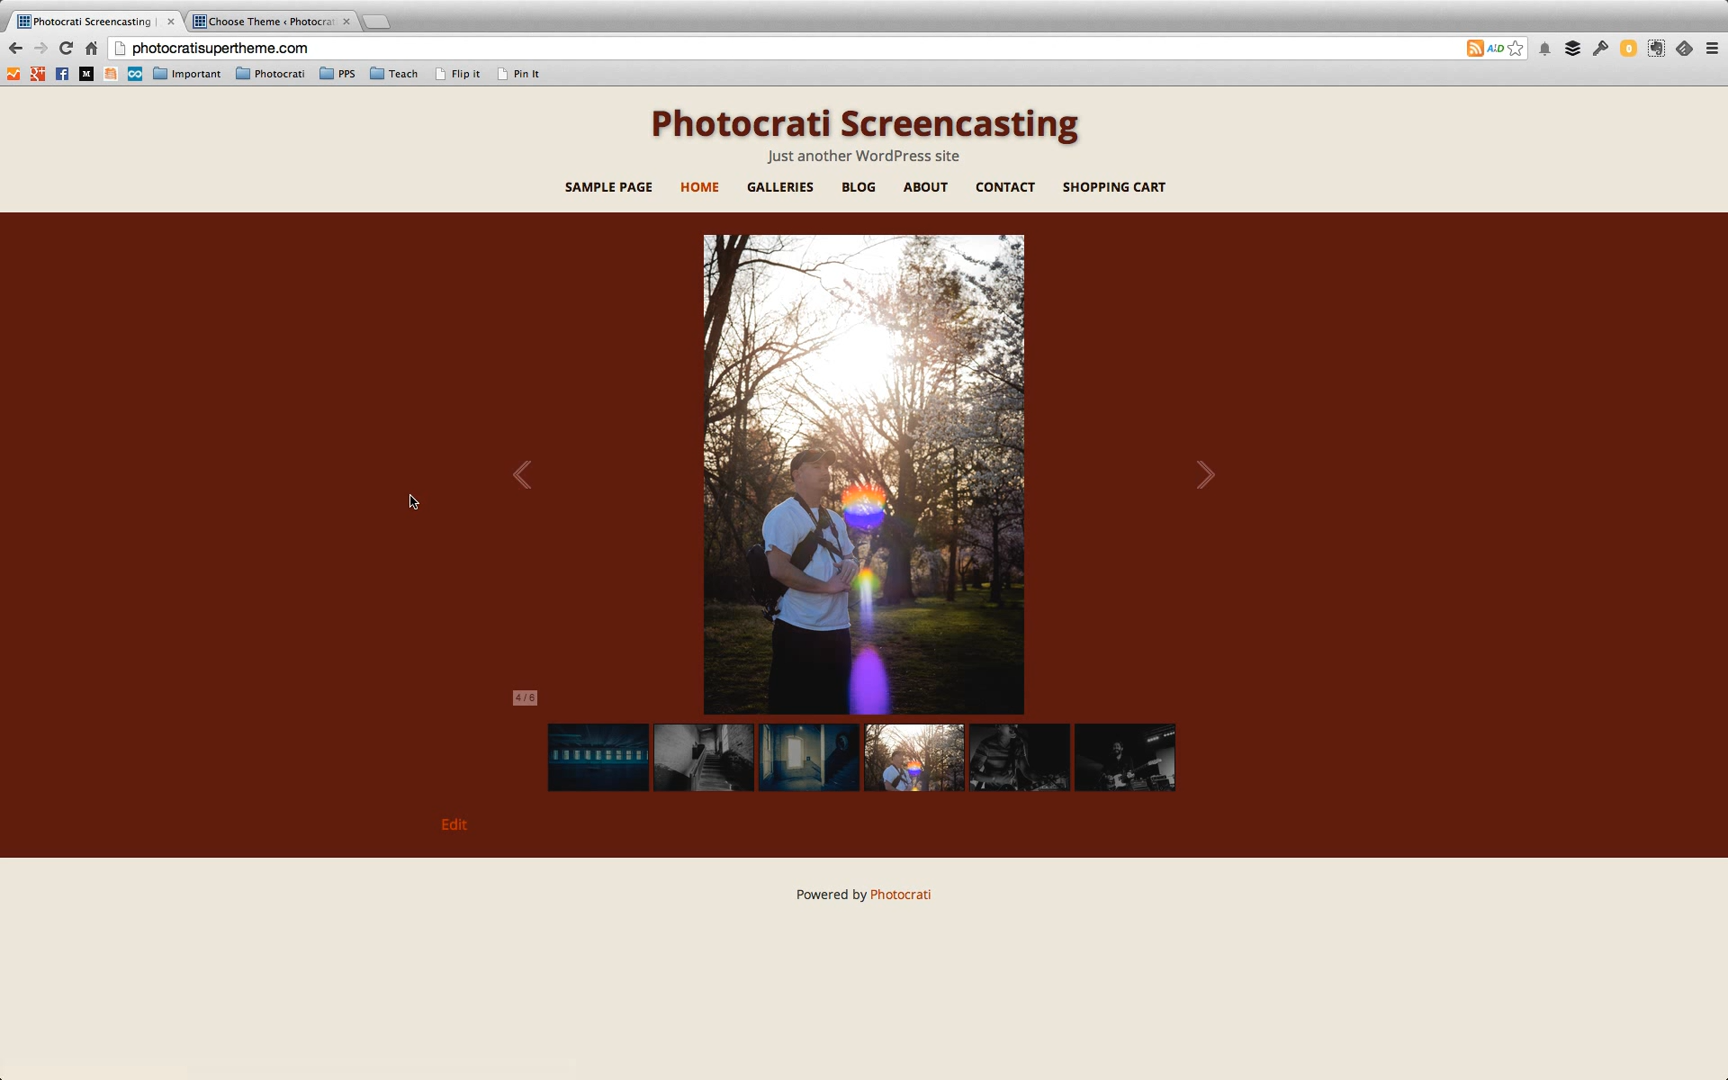 Photocrati Screencasting |
Choose Theme ‹ Photocrati
photocratisupertheme.com
Important
Photocrati
PPS
Teach
Flip it
Pin It
Photocrati Screencasting
Just another WordPress site
SAMPLE PAGE HOME GALLERIES BLOG ABOUT CONTACT SHOPPING CART
4 / 6
Edit
Powered by Photocrati